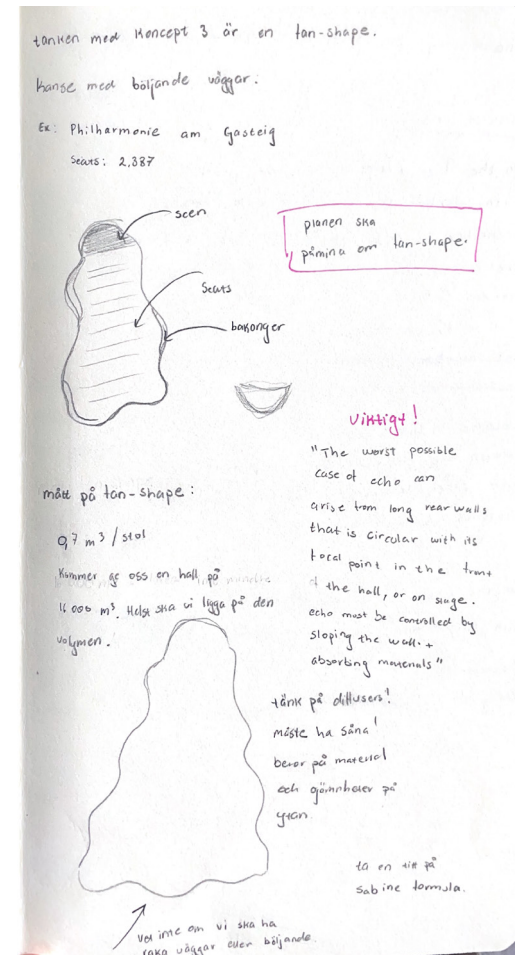 tanken med Koncept 3 är en fan-shape.
Kanse med böljande väggar.
Ex: Philharmonie am Gasteig
Seats: 2,387
scen
Seats
bakonger
planen ska
påmina om fan-shape.
viktigt!
"The worst possible
case of echo can
arise from long rear walls
that is circular with its
focal point in the front
of the hall, or on stage.
echo must be controlled by
sloping the wall. +
absorbing materials"
mått på fan-shape:
0,7 m³/stol
Kommer ge oss en hall på
16 000 m³. Helst ska vi ligga på den
volymen.
tänk på diffusers!
måste ha såna!
beror på material
och ojämnheter på
ytan.
ta en titt på
Sabine formula.
Vet inte om vi ska ha
raka väggar eller böljande